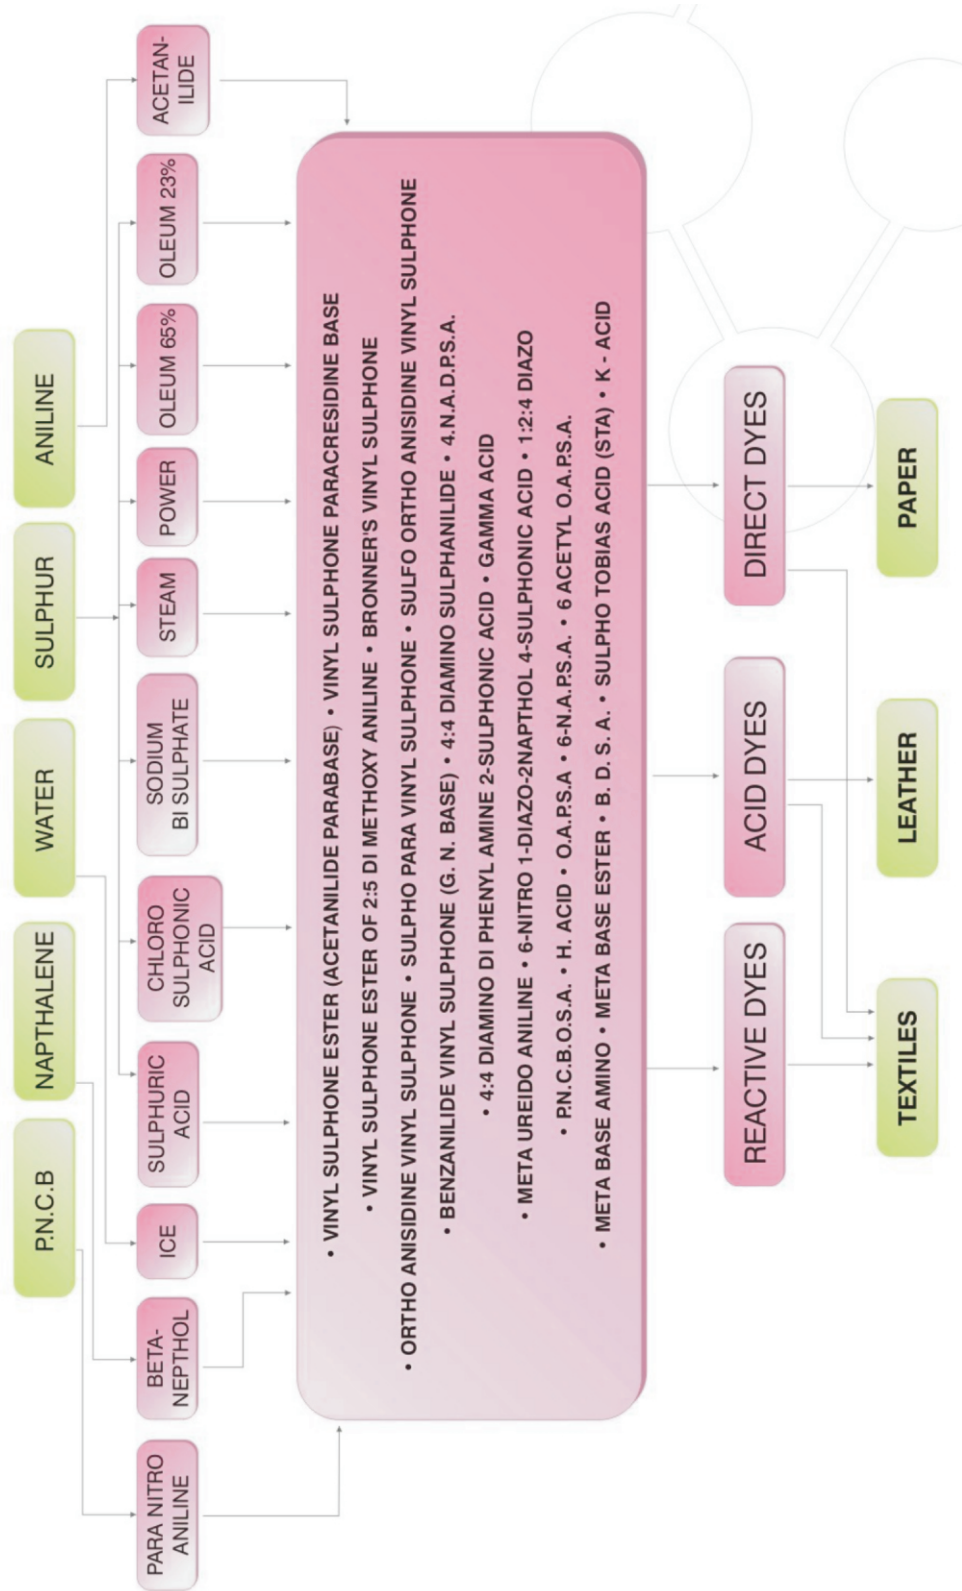 P.N.C.B
NAPTHALENE
WATER
SULPHUR
ANILINE
PARA NITRO
ANILINE
BETA-
NEPTHOL
ICE
SULPHURIC
ACID
CHLORO
SULPHONIC
ACID
SODIUM
BI SULPHATE
STEAM
POWER
OLEUM 65%
OLEUM 23%
ACETAN-
ILIDE
• VINYL SULPHONE ESTER (ACETANILIDE PARABASE) • VINYL SULPHONE PARACRESIDINE BASE
• VINYL SULPHONE ESTER OF 2:5 DI METHOXY ANILINE • BRONNER'S VINYL SULPHONE
• ORTHO ANISIDINE VINYL SULPHONE • SULPHO PARA VINYL SULPHONE • SULFO ORTHO ANISIDINE VINYL SULPHONE
• BENZANILIDE VINYL SULPHONE (G. N. BASE) • 4:4 DIAMINO SULPHANILIDE • 4.N.A.D.P.S.A.
• 4:4 DIAMINO DI PHENYL AMINE 2-SULPHONIC ACID • GAMMA ACID
• META UREIDO ANILINE • 6-NITRO 1-DIAZO-2NAPTHOL 4-SULPHONIC ACID • 1:2:4 DIAZO
• P.N.C.B.O.S.A. • H. ACID • O.A.P.S.A • 6-N.A.P.S.A. • 6 ACETYL O.A.P.S.A.
• META BASE AMINO • META BASE ESTER • B. D. S. A. • SULPHO TOBIAS ACID (STA) • K - ACID
REACTIVE DYES
ACID DYES
DIRECT DYES
TEXTILES
LEATHER
PAPER